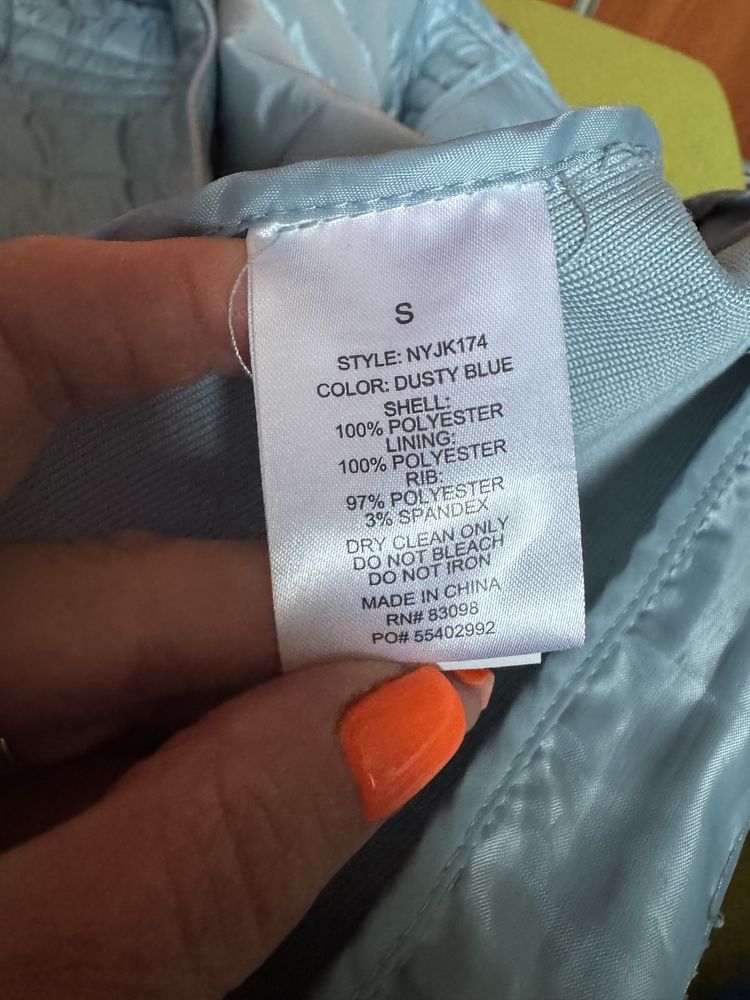 S
STYLE: NYJK174
COLOR: DUSTY BLUE
SHELL:
100% POLYESTER
LINING:
100% POLYESTER
RIB:
97% POLYESTER
3% SPANDEX
DRY CLEAN ONLY
DO NOT BLEACH
DO NOT IRON
MADE IN CHINA
RN# 83098
PO# 55402992